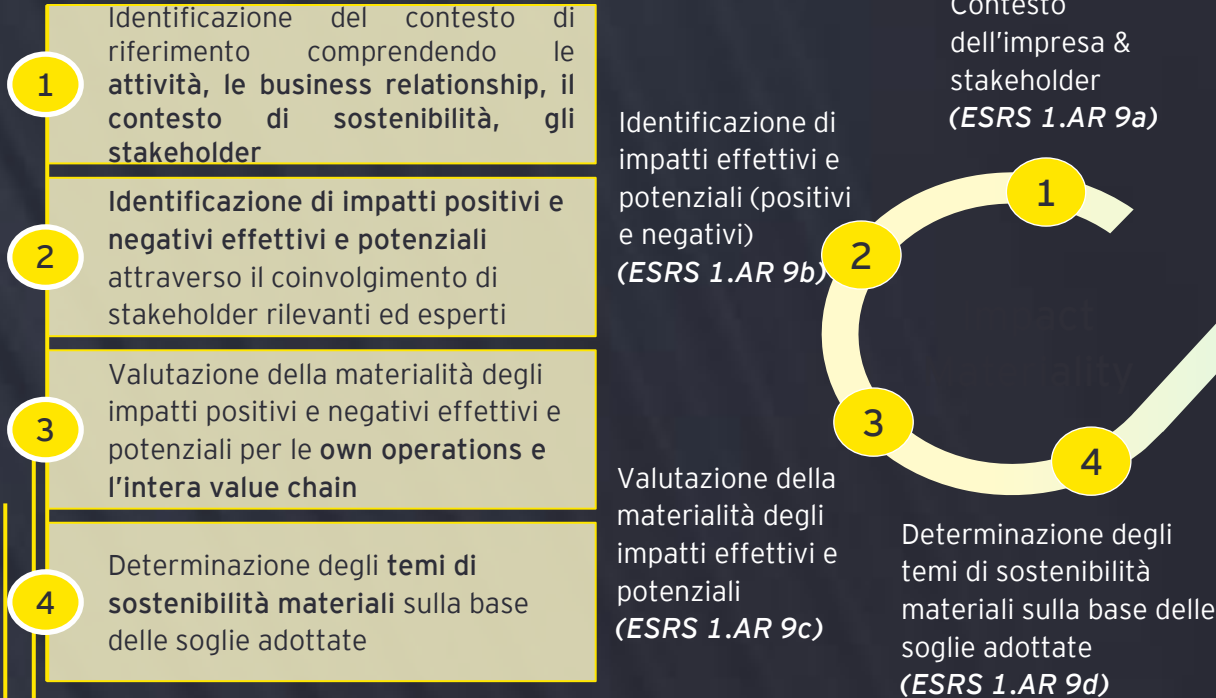 1
Identificazione del contesto di
riferimento comprendendo le
attività, le business relationship, il
contesto di sostenibilità, gli
stakeholder
2
Identificazione di impatti positivi e
negativi effettivi e potenziali
attraverso il coinvolgimento di
stakeholder rilevanti ed esperti
3
Valutazione della materialità degli
impatti positivi e negativi effettivi e
potenziali per le own operations e
l'intera value chain
4
Determinazione degli temi di
sostenibilità materiali sulla base
delle soglie adottate
Contesto
dell'impresa &
stakeholder
(ESRS 1.AR 9a)
1
Identificazione di
impatti effettivi e
potenziali (positivi
e negativi)
(ESRS 1.AR 9b)
2
act
ality
3
Valutazione della
materialità degli
impatti effettivi e
potenziali
(ESRS 1.AR 9c)
4
Determinazione degli
temi di sostenibilità
materiali sulla base delle
soglie adottate
(ESRS 1.AR 9d)